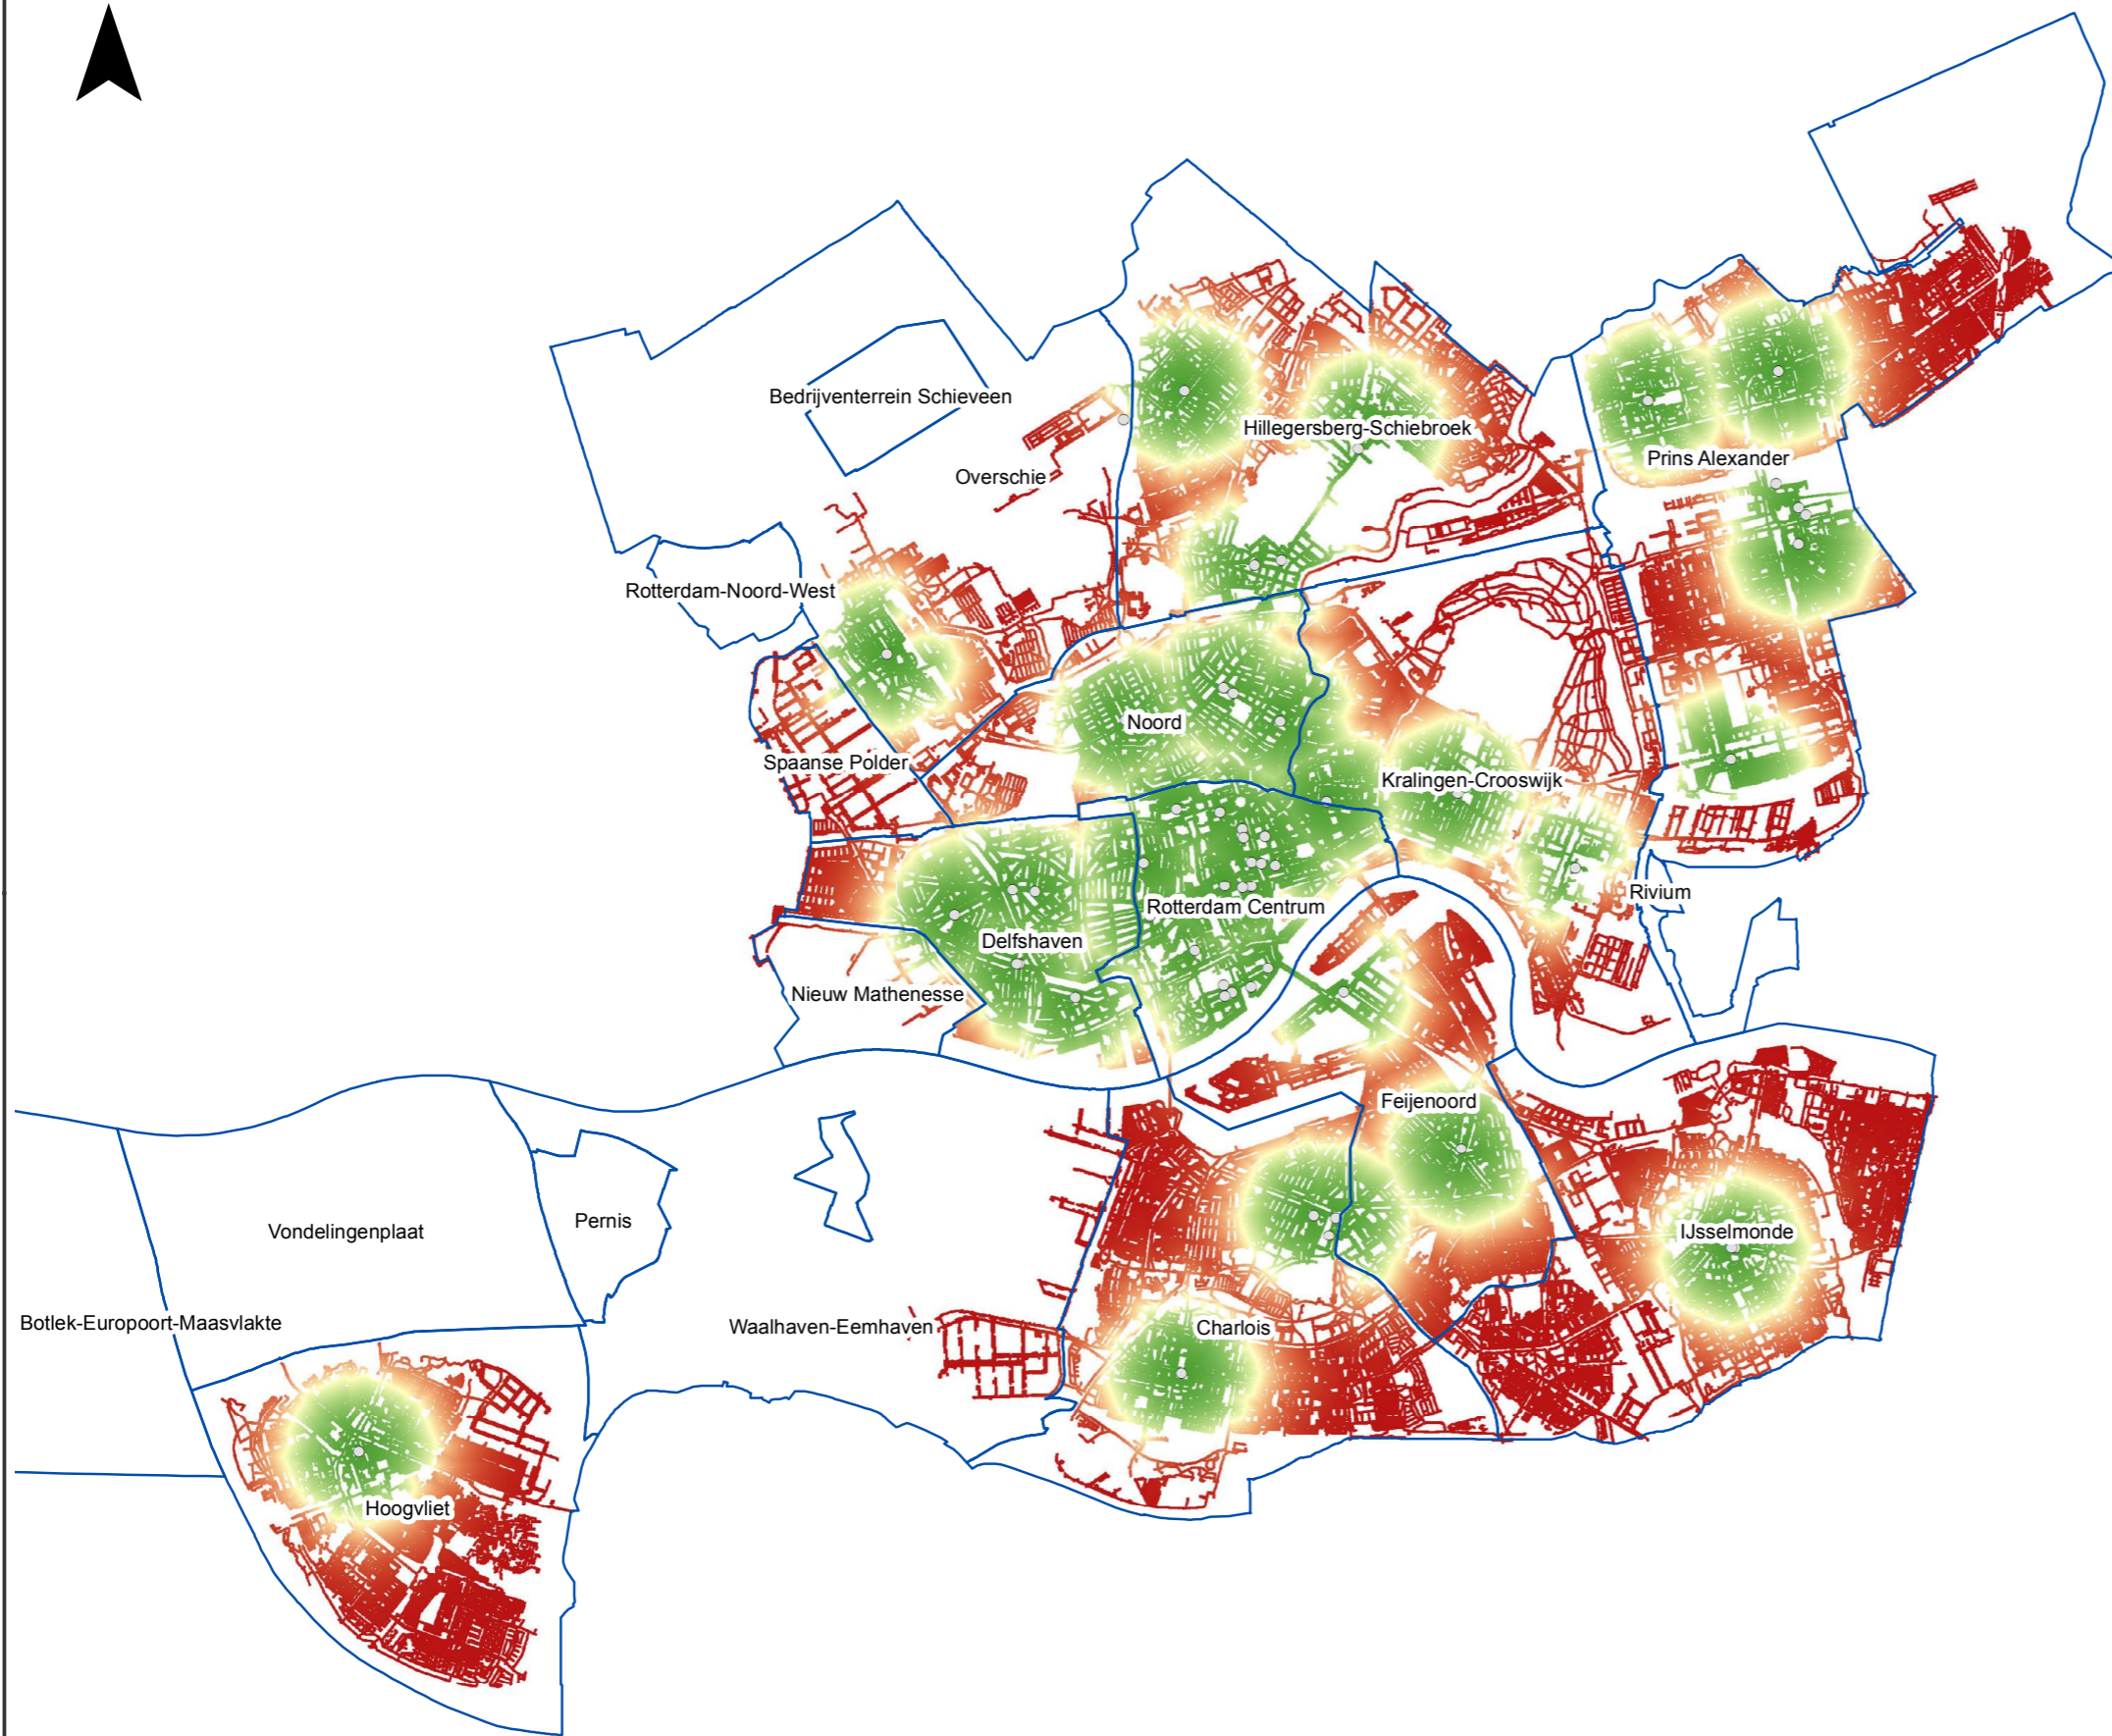 Bedrijventerrein Schieveen
Hillegersberg-Schiebroek
Prins Alexander
Overschie
Rotterdam-Noord-West
Noord
Spaanse Polder
Kralingen-Crooswijk
Rivium
Rotterdam Centrum
Delfshaven
Nieuw Mathenesse
Feijenoord
Vondelingenplaat
Pernis
IJsselmonde
Botlek-Europoort-Maasvlakte
Waalhaven-Eemhaven
Charlois
Hoogvliet